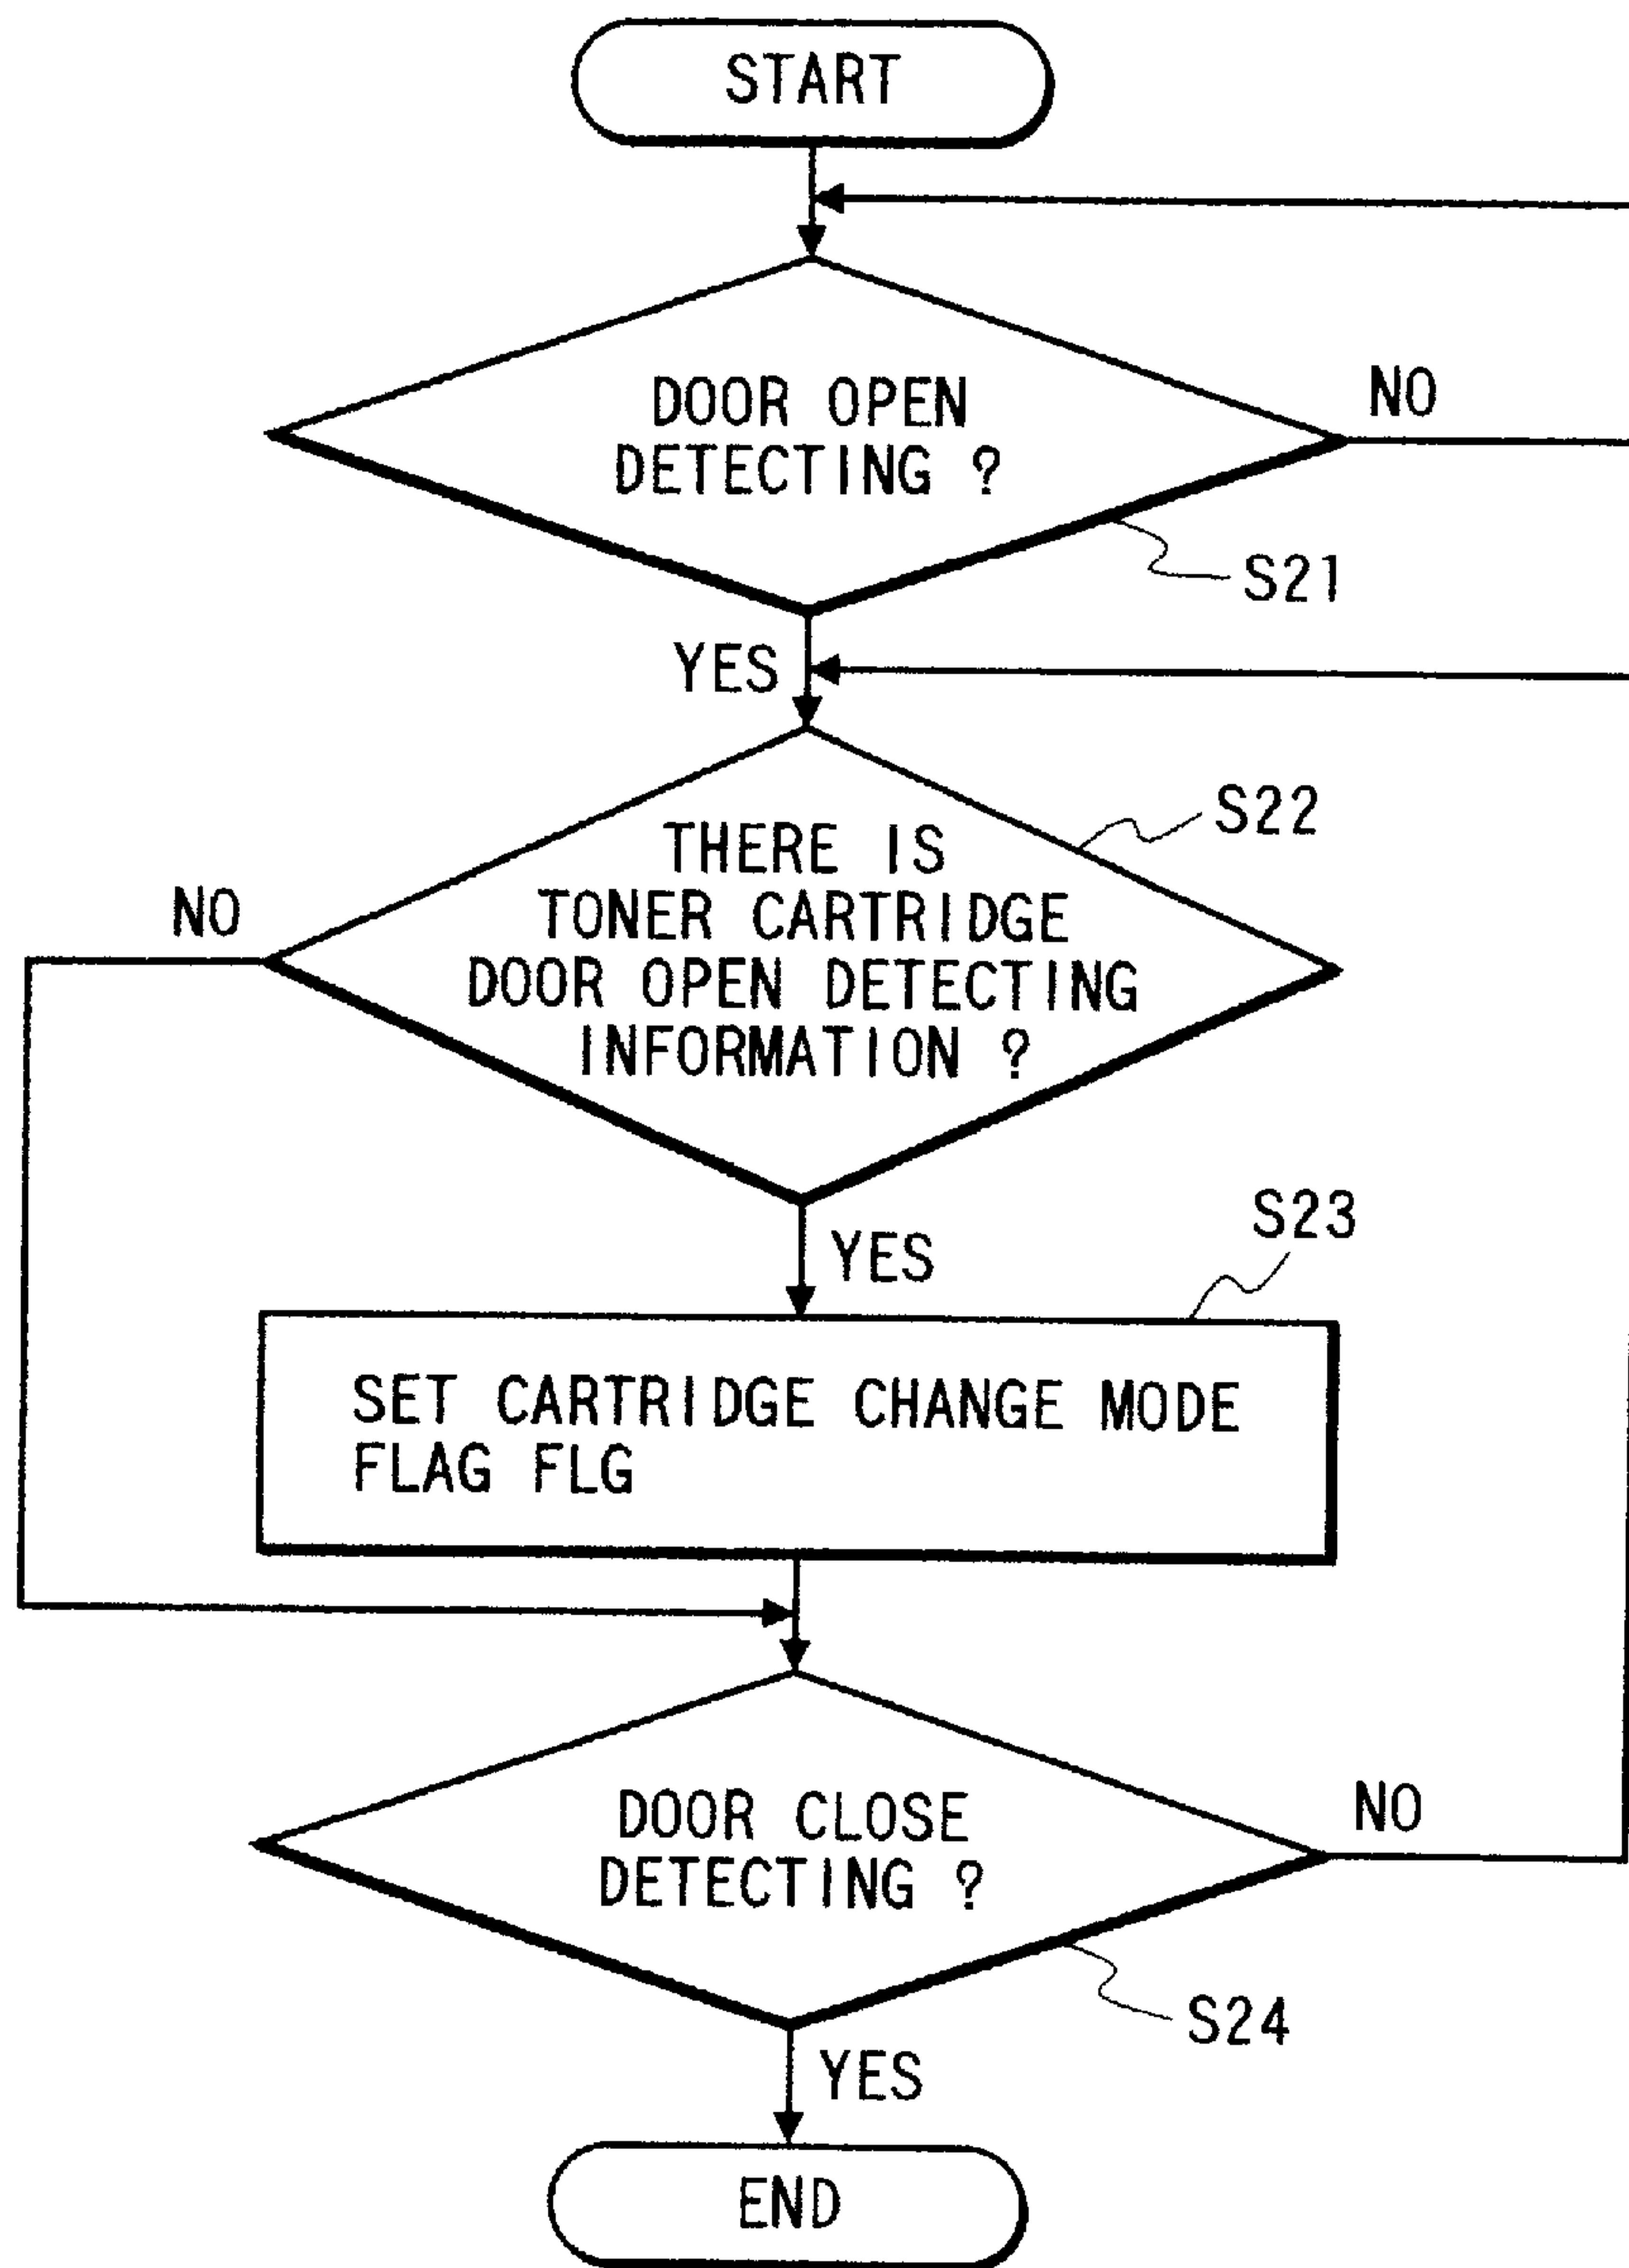 START
DOOR OPEN
DETECTING ?
NO
S21
YES
S22
THERE IS
TONER CARTRIDGE
DOOR OPEN DETECTING
INFORMATION ?
NO
YES
S23
SET CARTRIDGE CHANGE MODE
FLAG FLG
DOOR CLOSE
DETECTING ?
NO
S24
YES
END